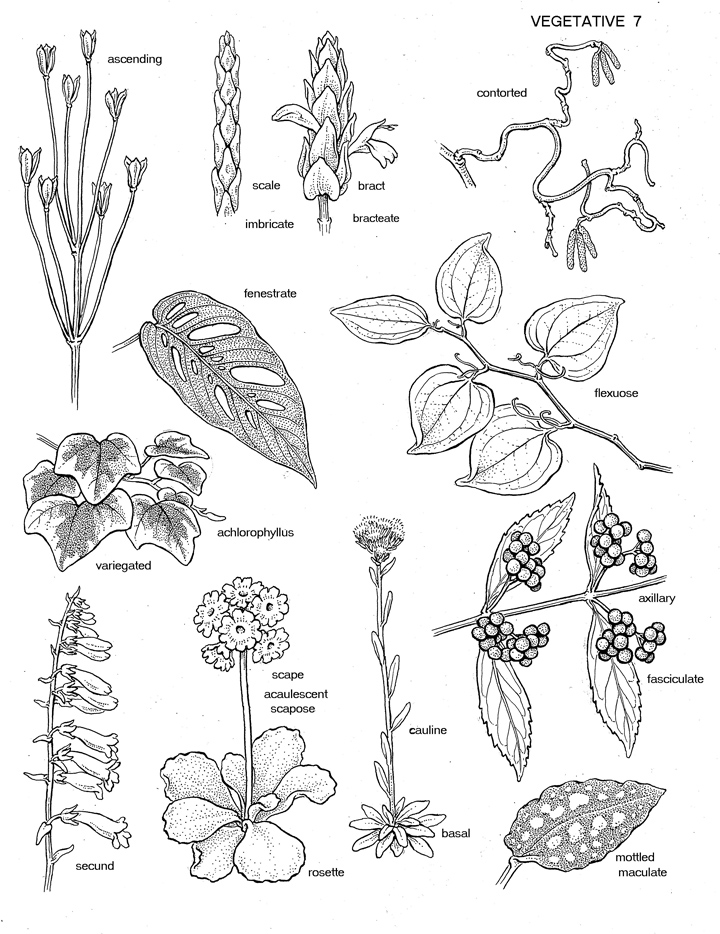 VEGETATIVE 7
ascending
contorted
scale
bract
imbricate
bracteate
fenestrate
flexuose
achlorophyllus
variegated
axillary
scape
fasciculate
acaulescent
scapose
cauline
basal
mottled
maculate
secund
rosette